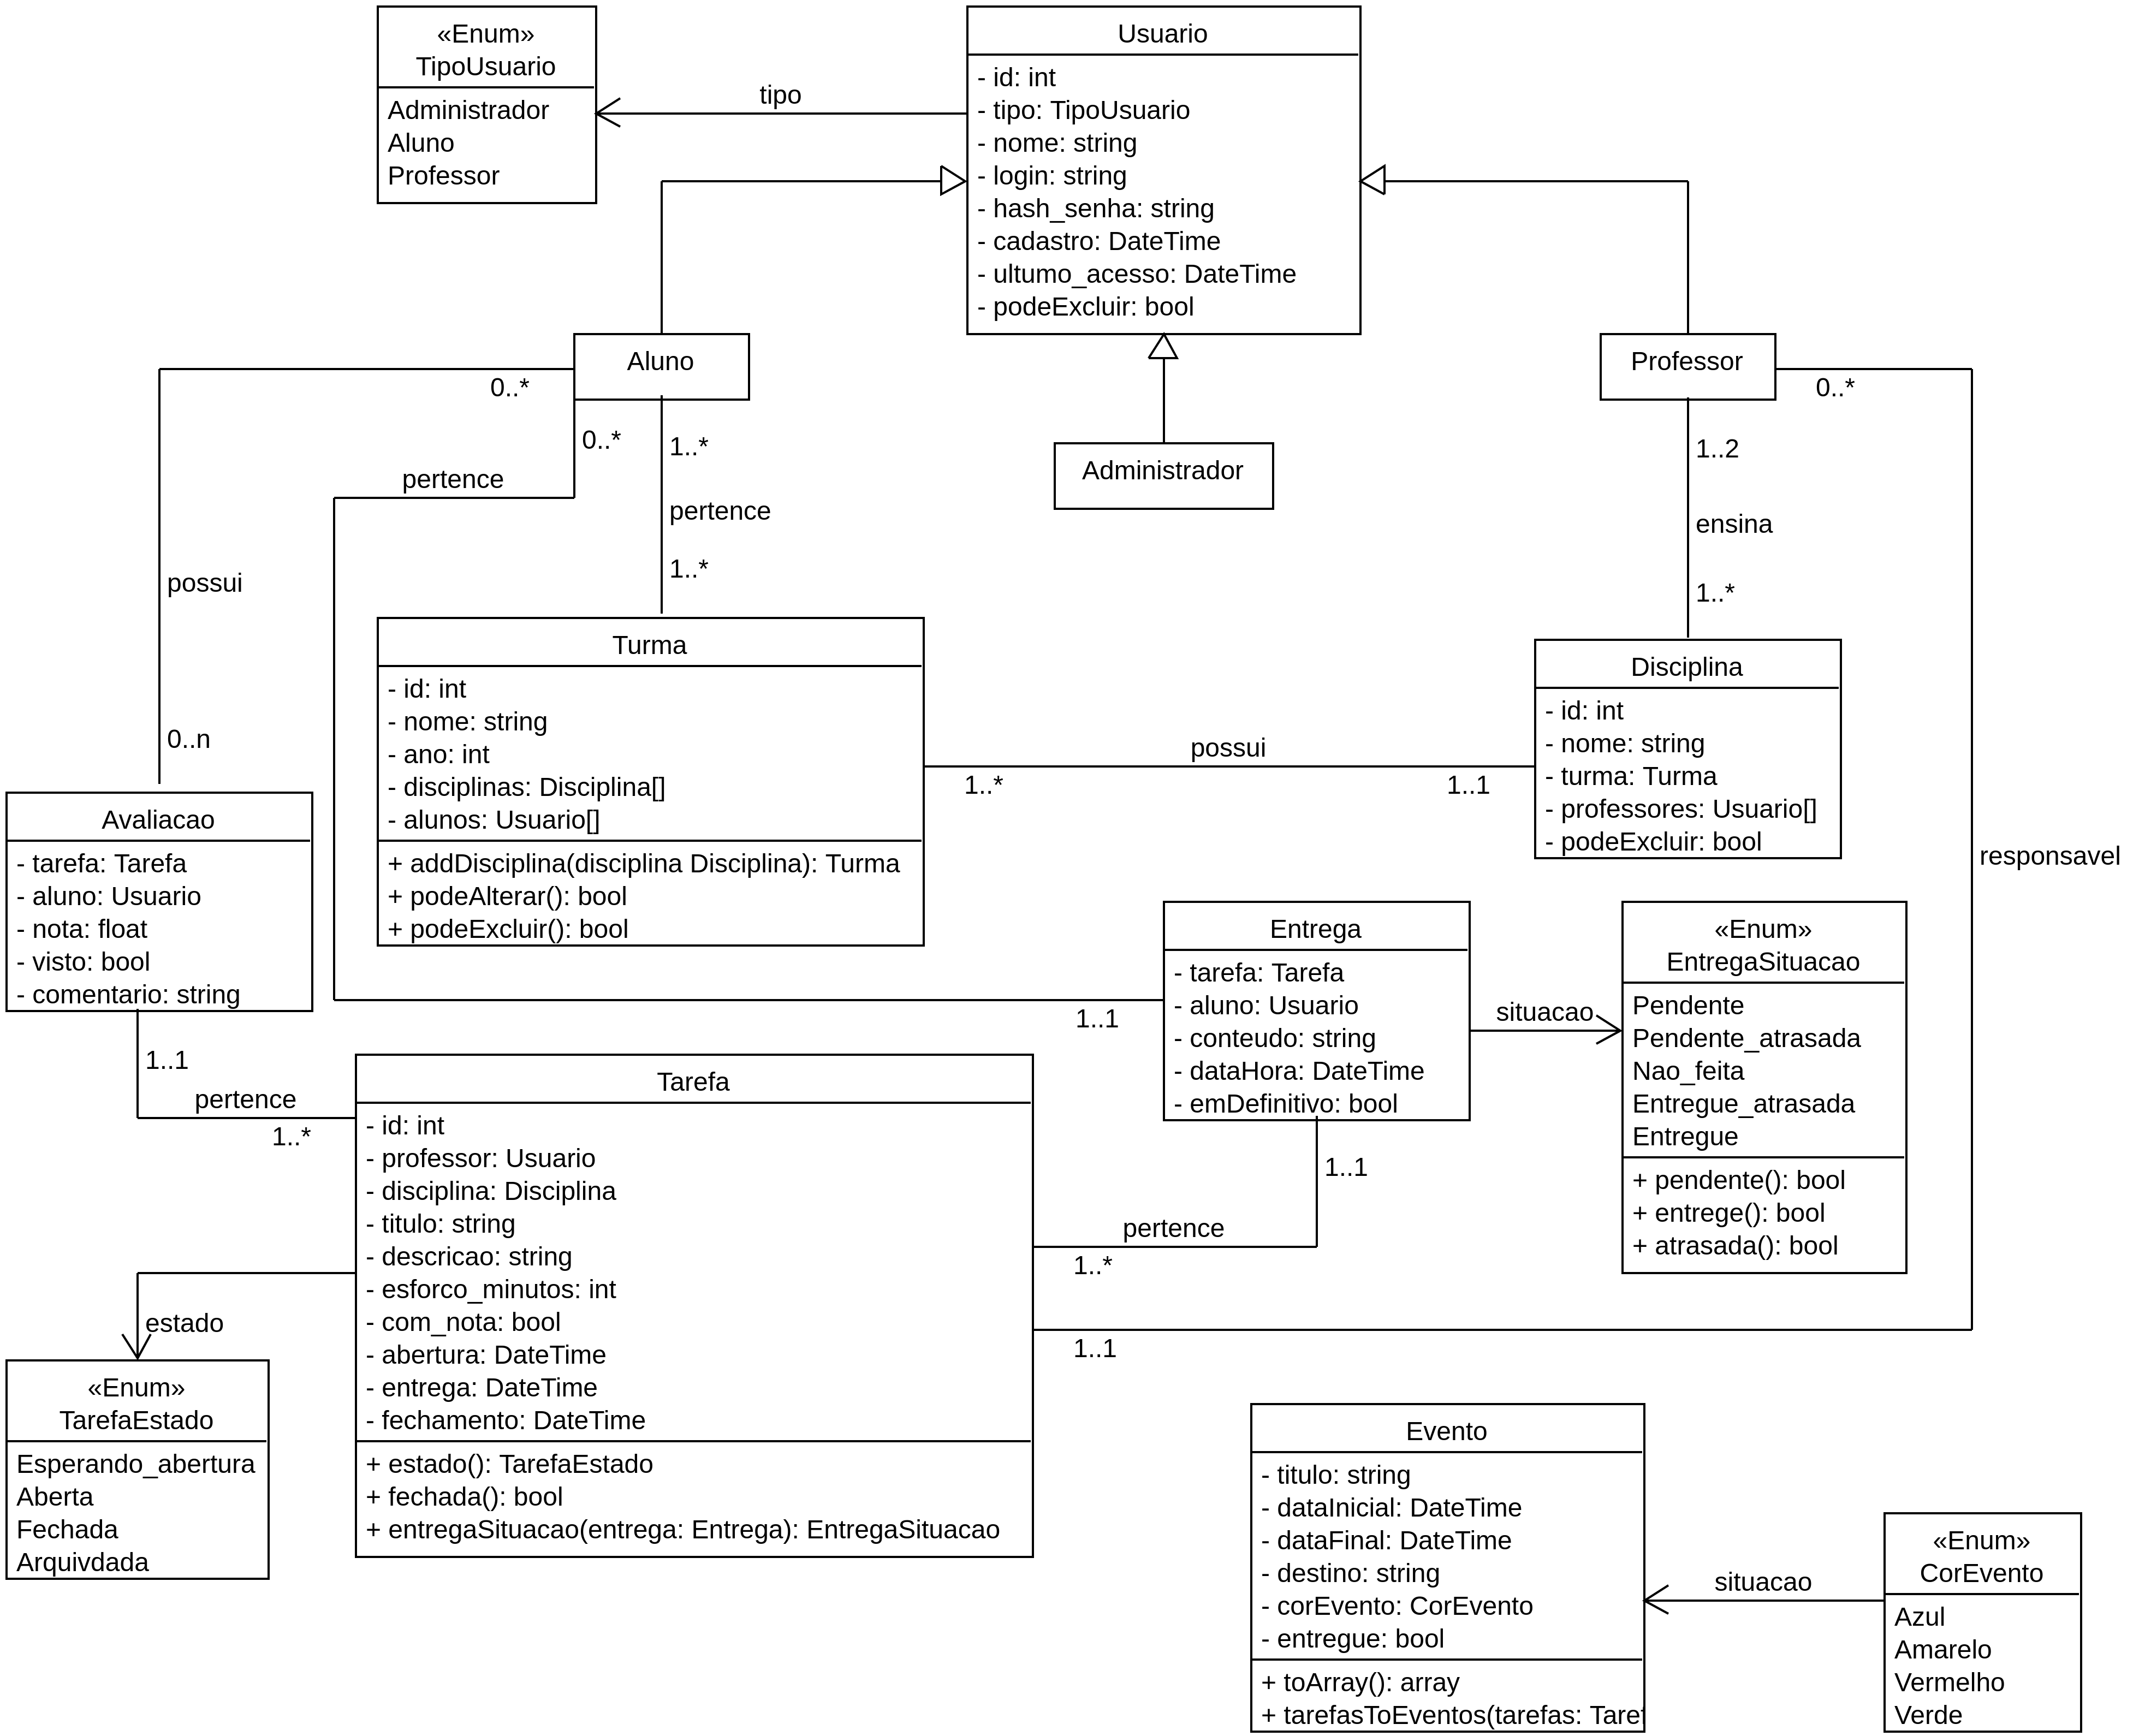 «Enum»
TipoUsuario
Administrador
Aluno
Professor
tipo
Usuario
- id: int
- tipo: TipoUsuario
- nome: string
- login: string
- hash_senha: string
- cadastro: DateTime
- ultumo_acesso: DateTime
- podeExcluir: bool
Aluno
Professor
Administrador
0..*
0..*
pertence
1..*
pertence
1..*
possui
0..n
0..*
1..2
ensina
1..*
Turma
- id: int
- nome: string
- ano: int
- disciplinas: Disciplina[]
- alunos: Usuario[]
+ addDisciplina(disciplina Disciplina): Turma
+ podeAlterar(): bool
+ podeExcluir(): bool
possui
1..*
1..1
Disciplina
- id: int
- nome: string
- turma: Turma
- professores: Usuario[]
- podeExcluir: bool
responsavel
Avaliacao
- tarefa: Tarefa
- aluno: Usuario
- nota: float
- visto: bool
- comentario: string
1..1
pertence
1..*
Entrega
- tarefa: Tarefa
- aluno: Usuario
- conteudo: string
- dataHora: DateTime
- emDefinitivo: bool
1..1
situacao
«Enum»
EntregaSituacao
Pendente
Pendente_atrasada
Nao_feita
Entregue_atrasada
Entregue
+ pendente(): bool
+ entrege(): bool
+ atrasada(): bool
Tarefa
- id: int
- professor: Usuario
- disciplina: Disciplina
- titulo: string
- descricao: string
- esforco_minutos: int
- com_nota: bool
- abertura: DateTime
- entrega: DateTime
- fechamento: DateTime
+ estado(): TarefaEstado
+ fechada(): bool
+ entregaSituacao(entrega: Entrega): EntregaSituacao
1..1
pertence
1..*
1..1
estado
«Enum»
TarefaEstado
Esperando_abertura
Aberta
Fechada
Arquivdada
Evento
- titulo: string
- dataInicial: DateTime
- dataFinal: DateTime
- destino: string
- corEvento: CorEvento
- entregue: bool
+ toArray(): array
+ tarefasToEventos(tarefas:
situacao
«Enum»
CorEvento
Azul
Amarelo
Vermelho
Verde